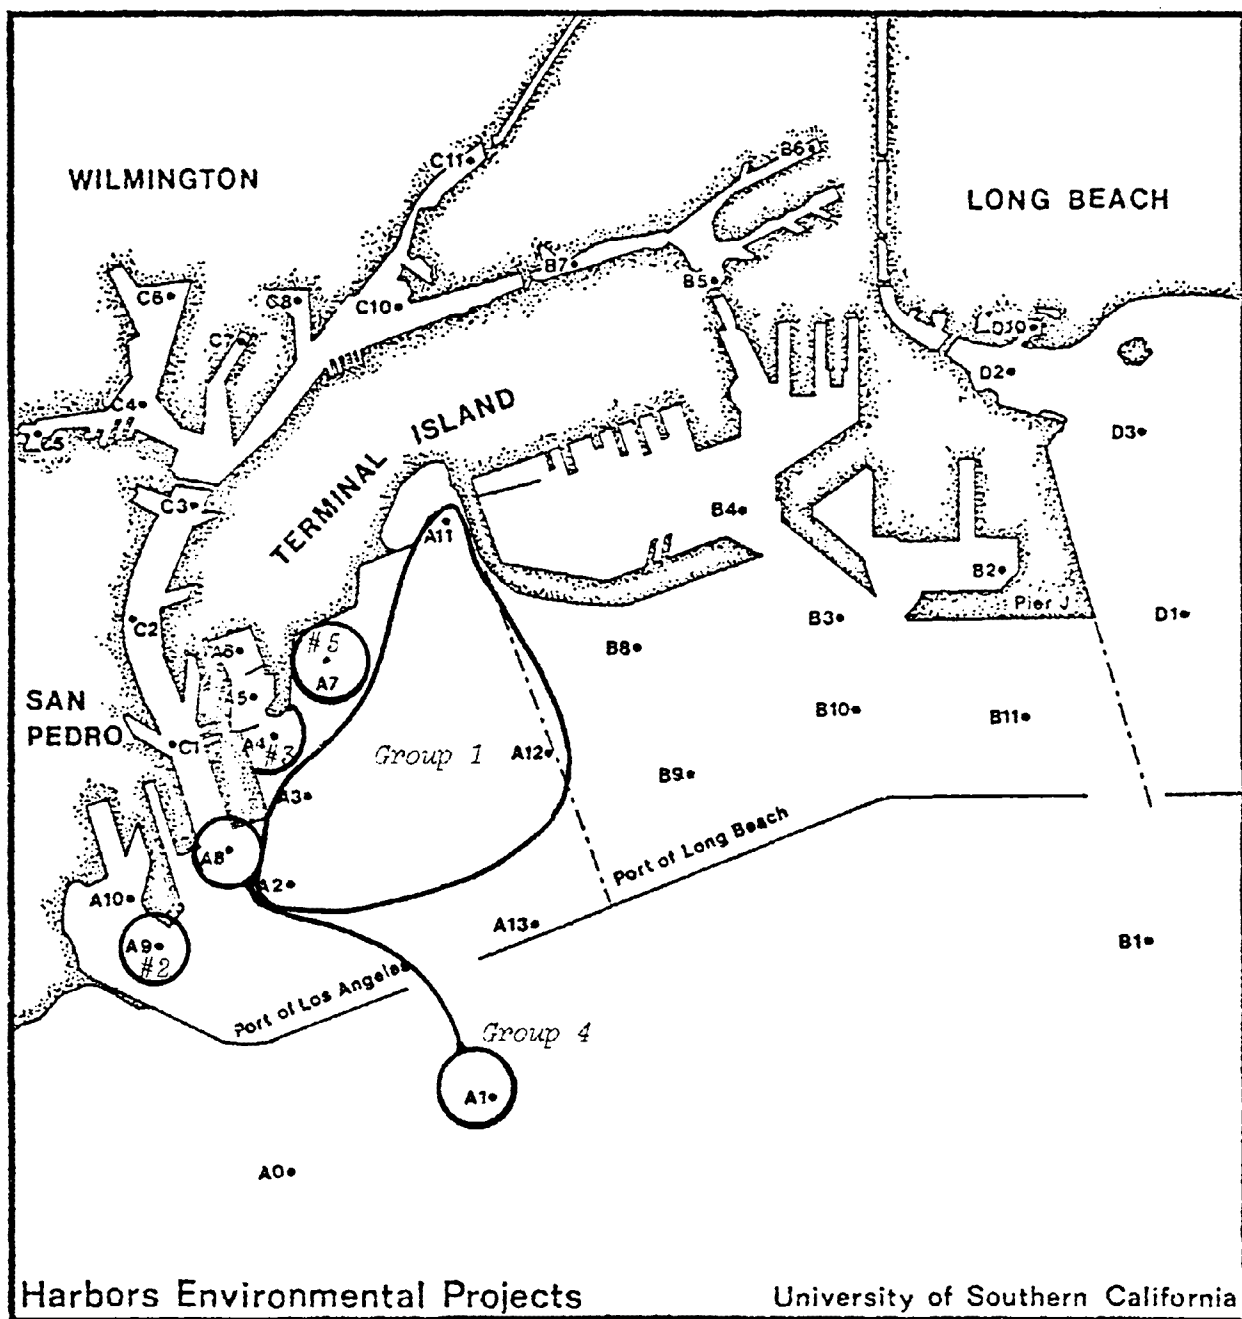 WILMINGTON
LONG BEACH
C11
B6
B7
B5
C6
C8
C10
C7
D10
D2
C4
C5
D3
TERMINAL ISLAND
C3
B4
A11
B2
Pier J
C2
B3
D1
A6
#5
A7
B8
SAN
PEDRO
A5
A4
#3
C1
Group 1
A12
B10
B11
A3
B9
Port of Long Beach
A8
A2
A10
A13
A9
#2
B1
Port of Los Angeles
Group 4
A1
A0
Harbors Environmental Projects
University of Southern California